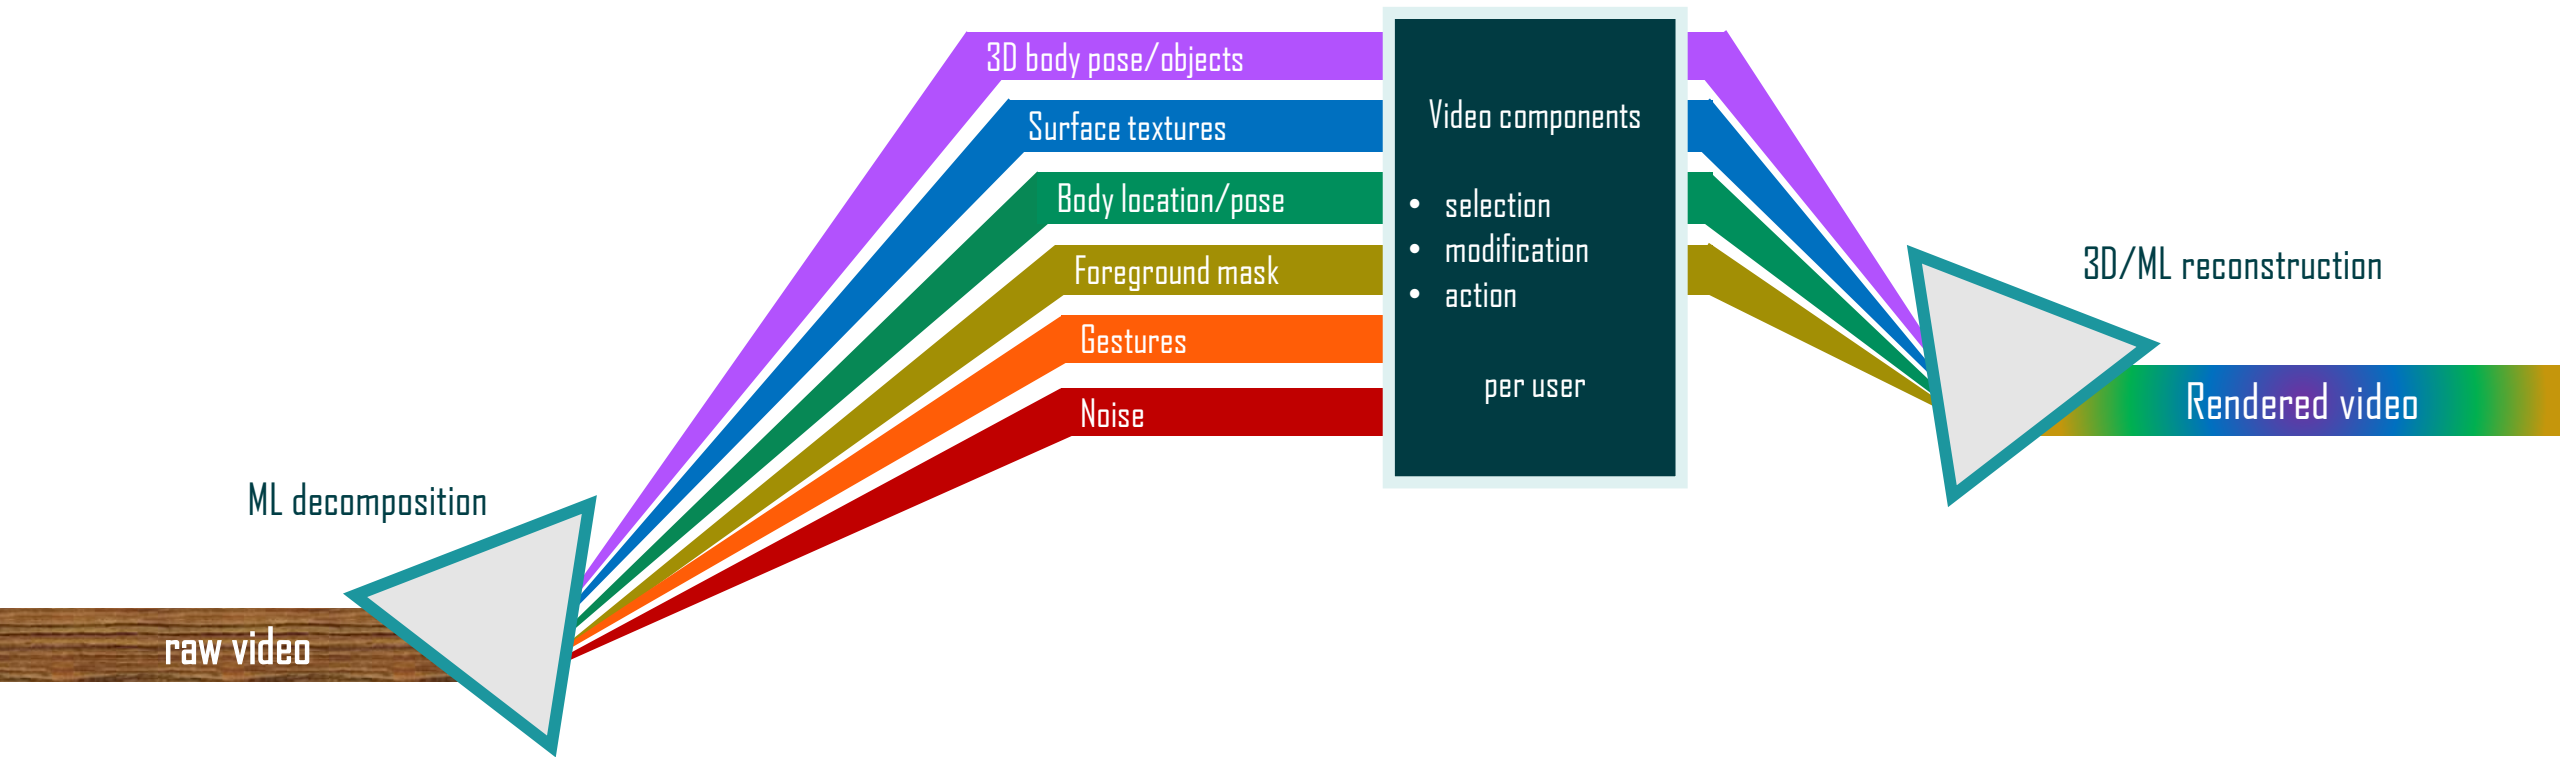 3D body pose/objects
Surface textures
Body location/pose
Foreground mask
Gestures
Noise
Video components
• selection
• modification
• action
per user
3D/ML reconstruction
Rendered video
ML decomposition
raw video